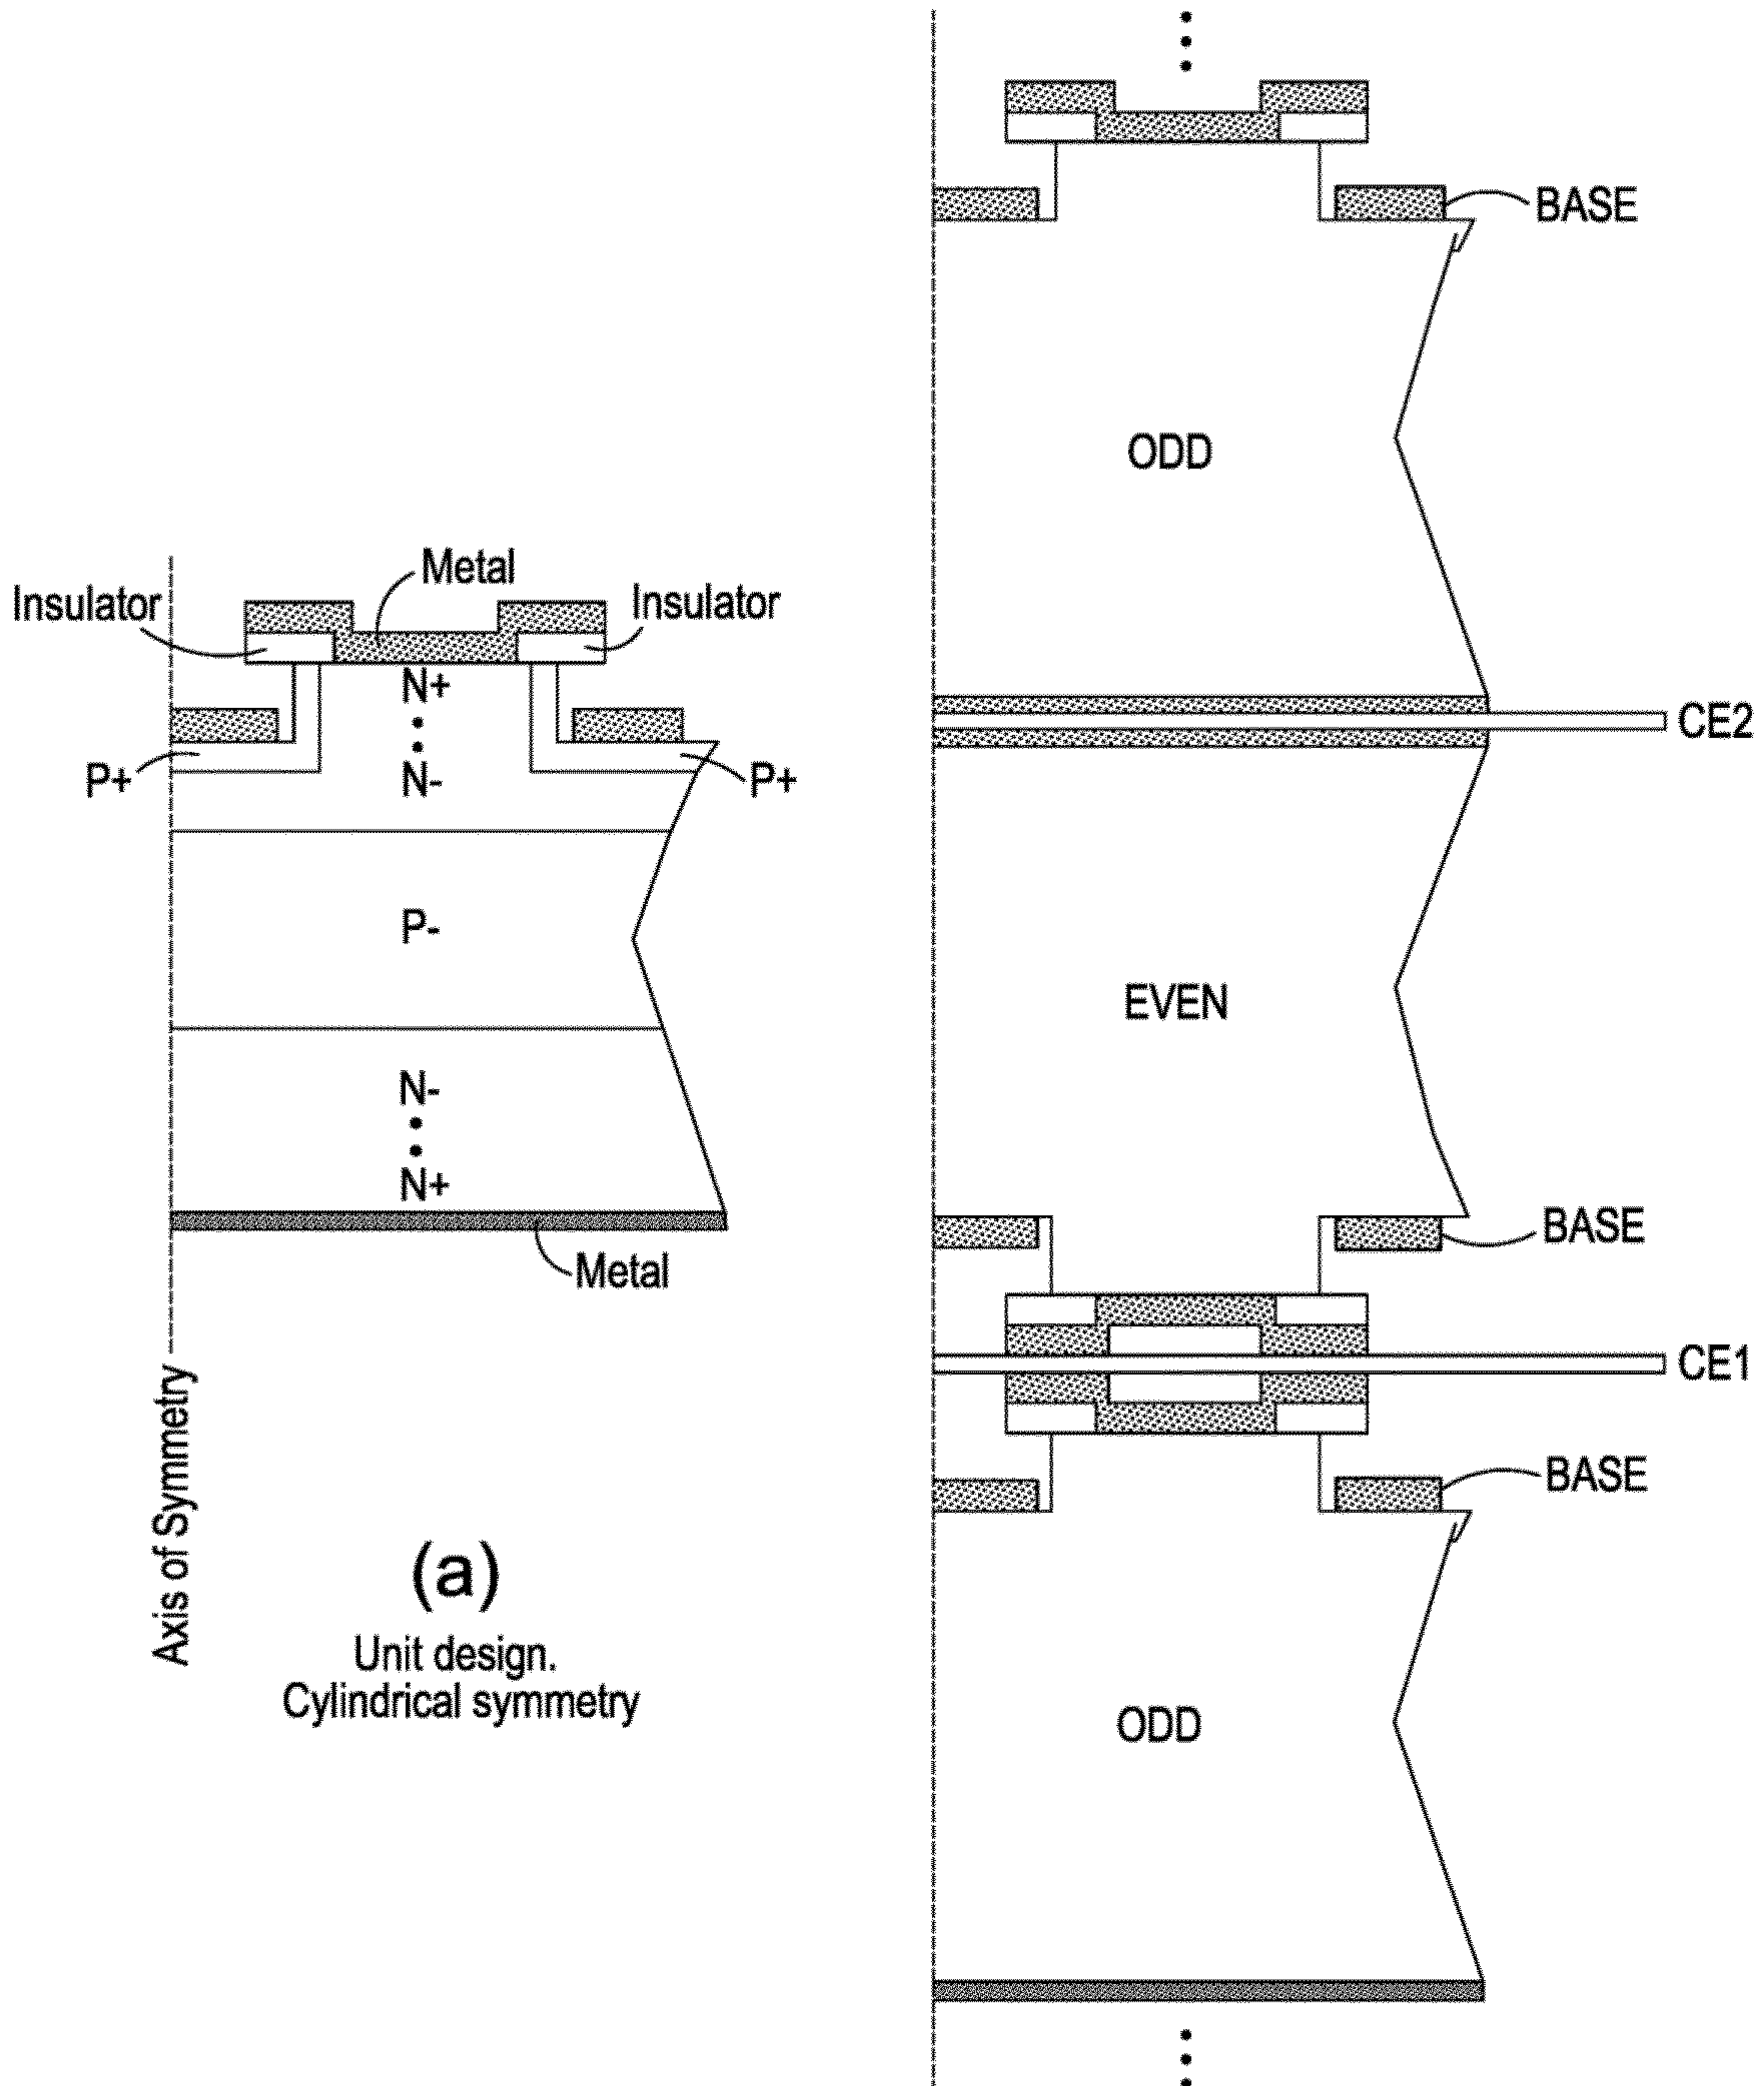 Metal
Insulator
Insulator
N+
N-
P+
P+
P-
N-
N+
Metal
Axis of Symmetry
(a)
Unit design.
Cylindrical symmetry
BASE
ODD
CE2
EVEN
BASE
CE1
BASE
ODD